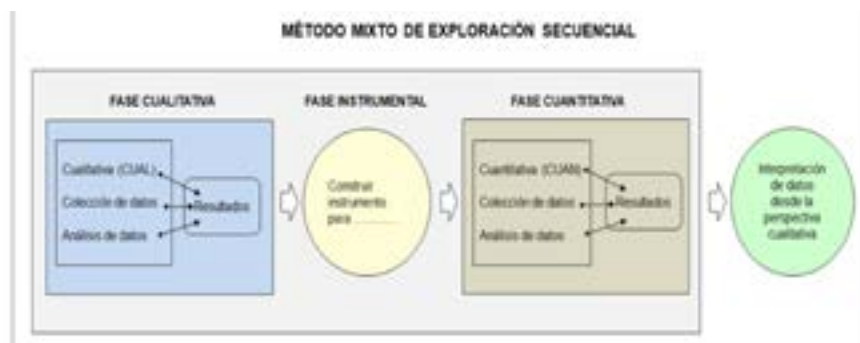 MÉTODO MIXTO DE EXPLORACIÓN SECUENCIAL
FASE CUALITATIVA
FASE INSTRUMENTAL
FASE CUANTITATIVA
Cualitativa (CUAL)
Colección de datos
Análisis de datos
Resultados
Construir
instrumento
para ................
Cuantitativa (CUAN)
Colección de datos
Análisis de datos
Resultados
Interpretación
de datos
desde la
perspectiva
cualitativa